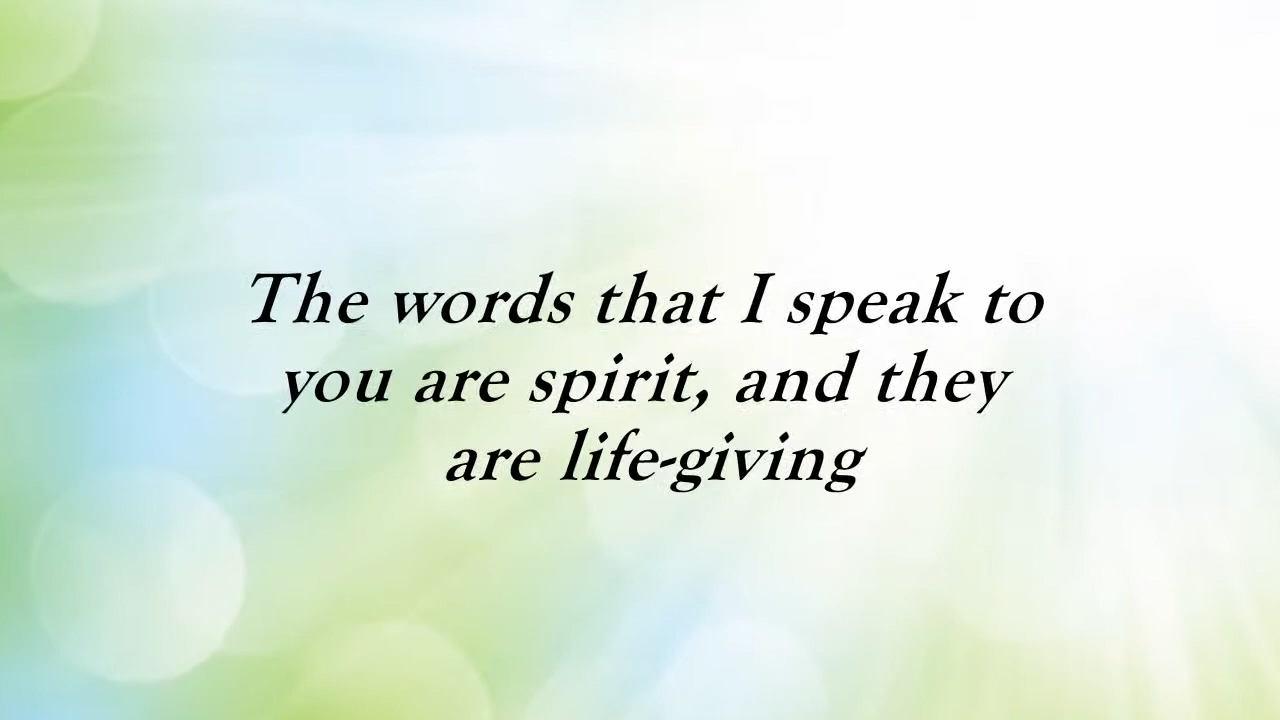 The words that I speak to
you are spirit, and they
are life-giving